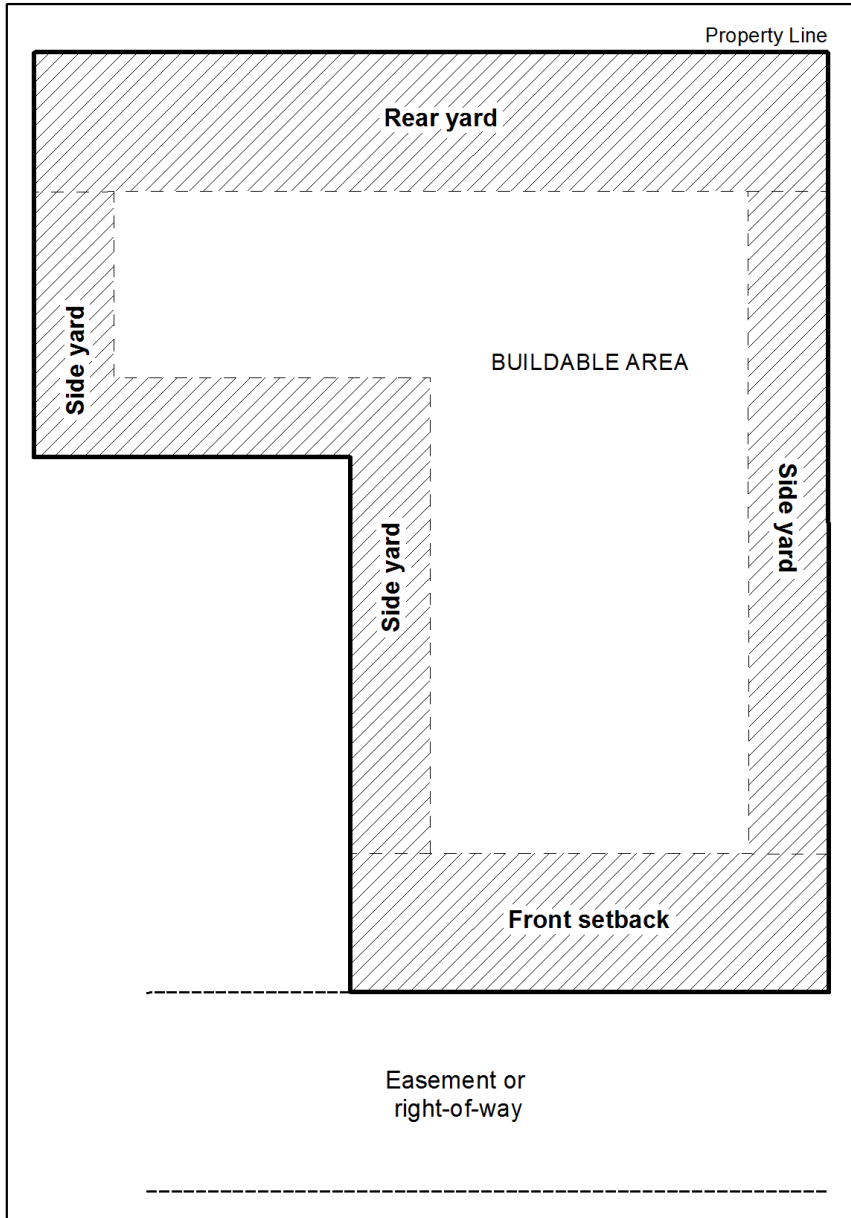 Property Line
Rear yard
Side yard
BUILDABLE AREA
Side yard
Side yard
Front setback
Easement or
right-of-way